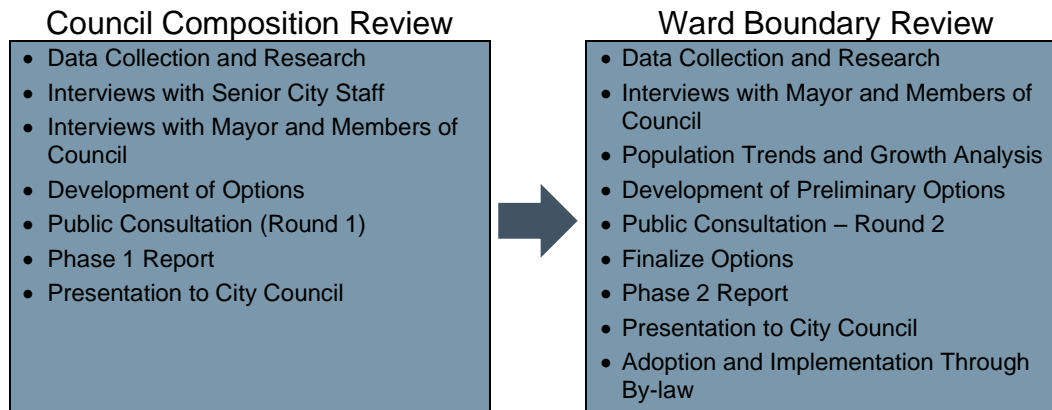 Council Composition Review
• Data Collection and Research
• Interviews with Senior City Staff
• Interviews with Mayor and Members of
Council
• Development of Options
• Public Consultation (Round 1)
• Phase 1 Report
• Presentation to City Council
Ward Boundary Review
• Data Collection and Research
• Interviews with Mayor and Members of
Council
• Population Trends and Growth Analysis
• Development of Preliminary Options
• Public Consultation – Round 2
• Finalize Options
• Phase 2 Report
• Presentation to City Council
• Adoption and Implementation Through
By-law